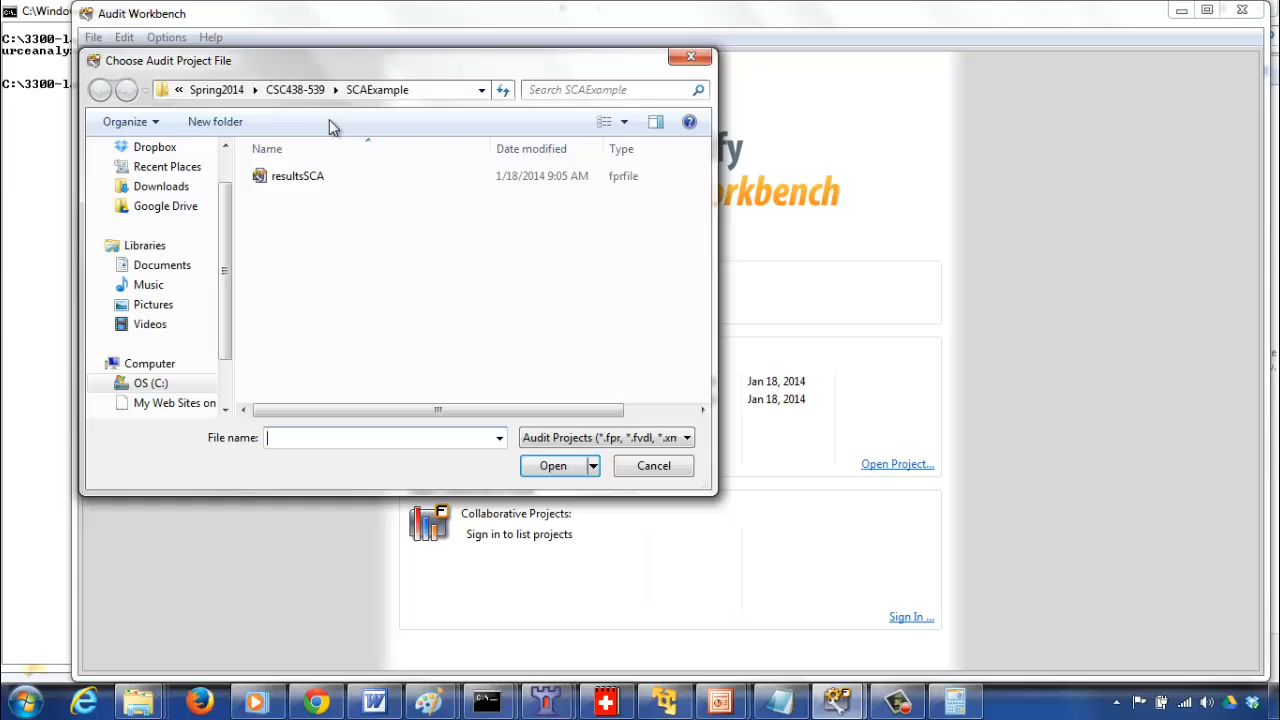 C:\Windov
Audit Workbench
File Edit Options Help
C:\3300-1
urceanaly
C:\3300-1
Choose Audit Project File
« Spring2014 CSC438-539 SCAExample
Search SCAExample
Organize New folder
Name Date modified Type
Dropbox
Recent Places
resultsSCA 1/18/2014 9:05 AM fprfile
Downloads
Google Drive
Libraries
Documents
Music
Pictures
Videos
Computer
OS (C:)
My Web Sites on
File name: Audit Projects (*.fpr, *.fvdl, *.xn
Open Cancel
fy
orkbench
Jan 18, 2014
Jan 18, 2014
Open Project...
Collaborative Projects:
Sign in to list projects
Sign In ...